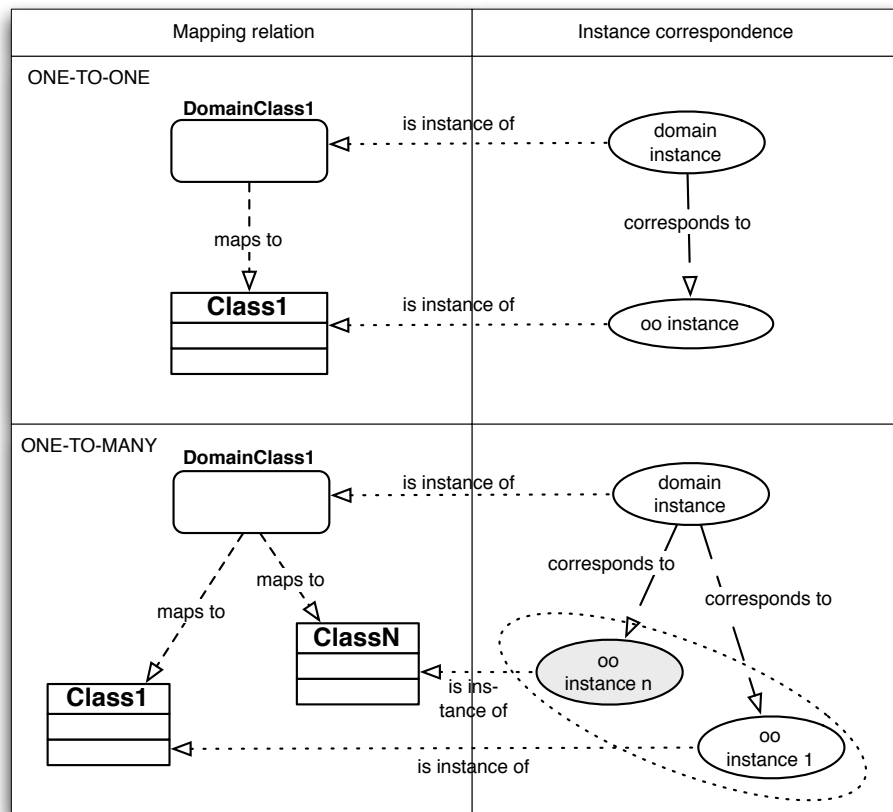 Mapping relation
Instance correspondence
ONE-TO-ONE
DomainClass1
is instance of
domain
instance
maps to
corresponds to
Class1
is instance of
oo instance
ONE-TO-MANY
DomainClass1
is instance of
domain
instance
maps to
maps to
corresponds to
corresponds to
ClassN
oo
instance n
is ins-
tance of
Class1
oo
instance 1
is instance of